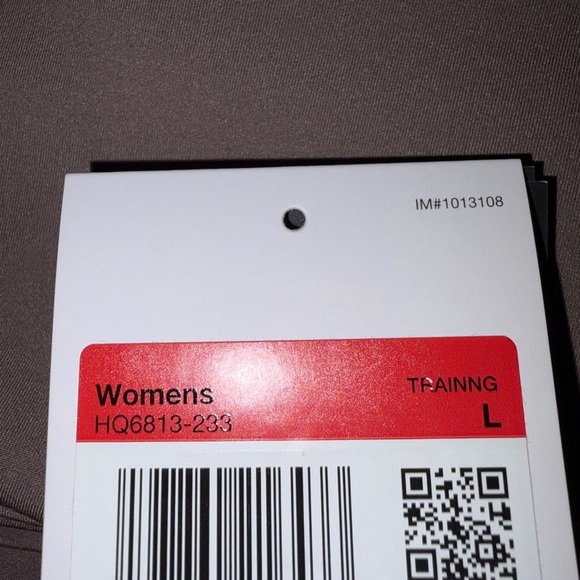 IM#1013108
Womens
TRAINNG
HQ6813-233
L